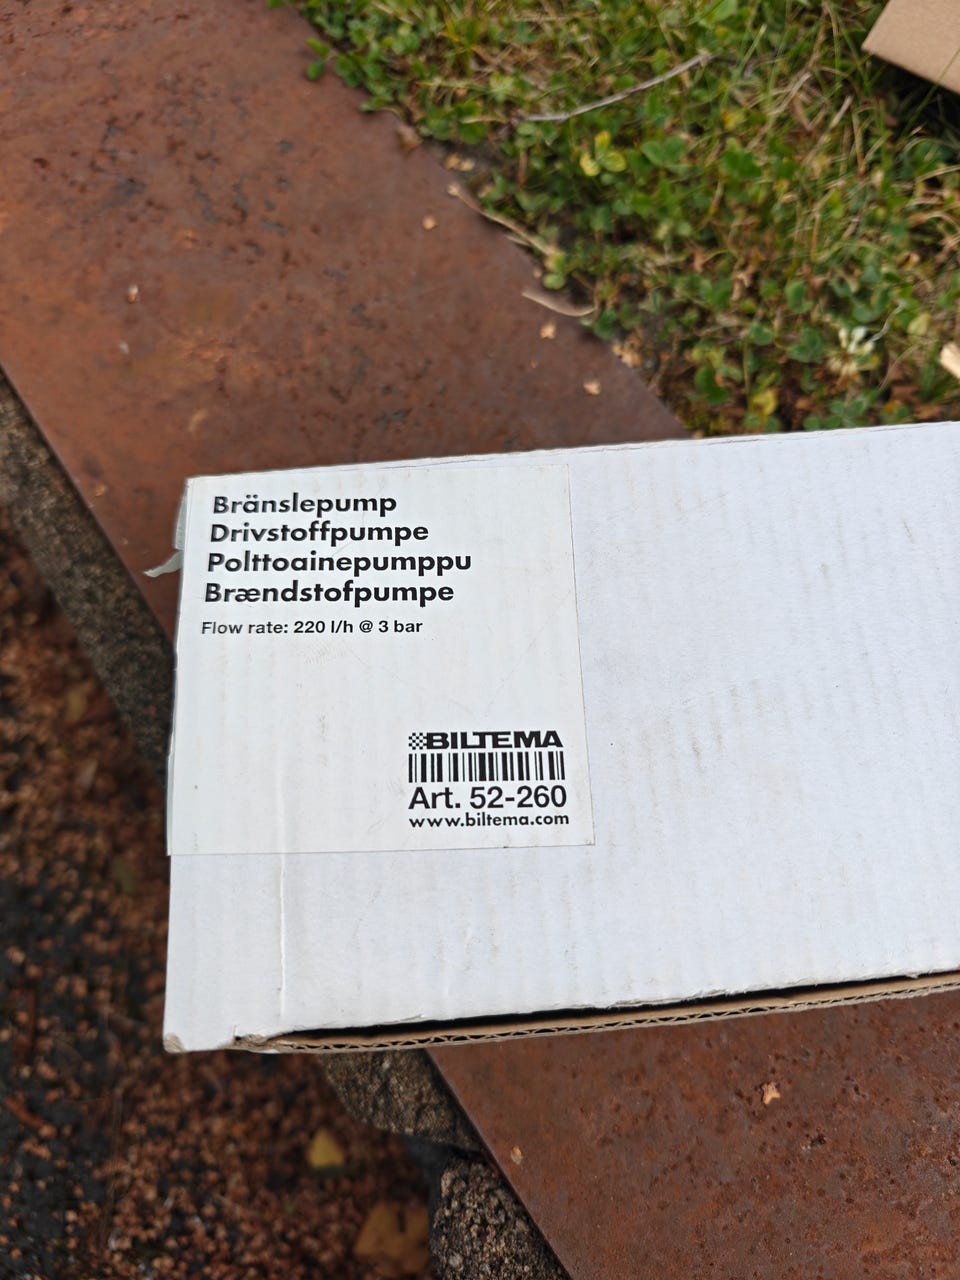 Bränslepump
Drivstoffpumpe
Polttoainepumppu
Brændstofpumpe
Flow rate: 220 l/h @ 3 bar
BILTEMA
Art. 52-260
www.biltema.com